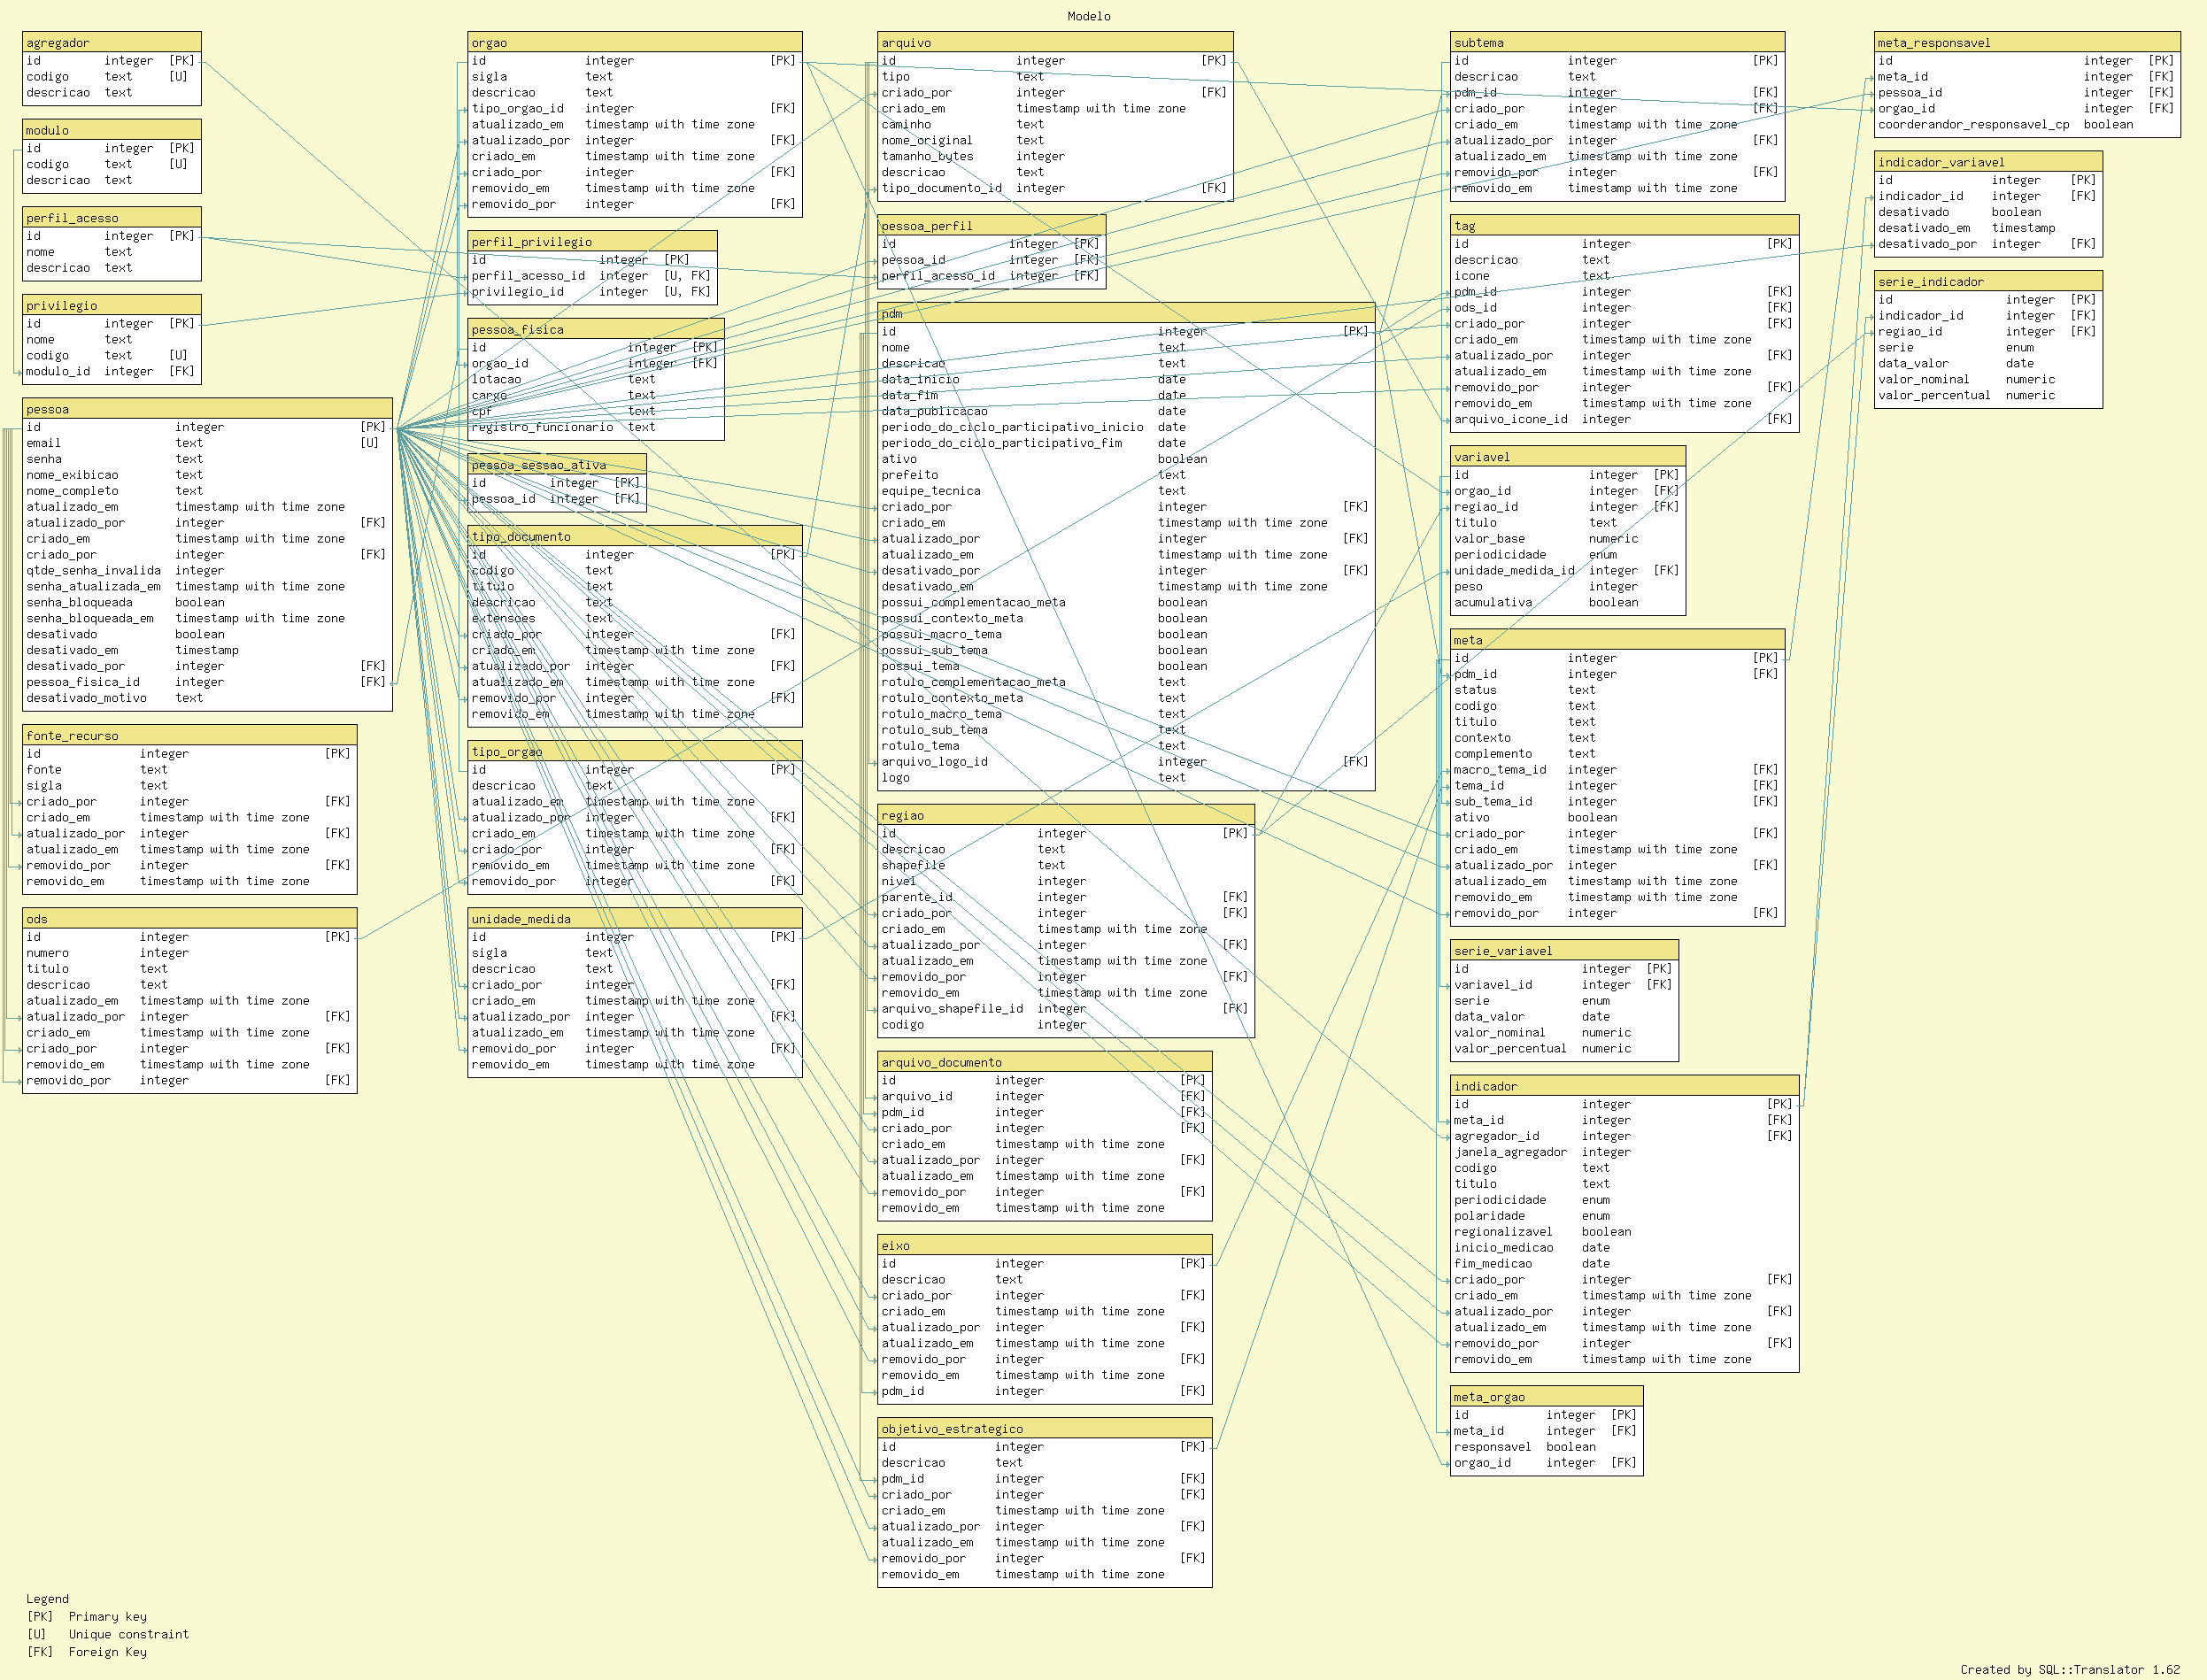 Modelo
agregador
id integer [PK]
codigo text [U]
descricao text
modulo
id integer [PK]
codigo text [U]
descricao text
perfil_acesso
id integer [PK]
nome text
descricao text
privilegio
id integer [PK]
nome text
codigo text [U]
modulo_id integer [FK]
pessoa
id integer [PK]
email text [U]
senha text
nome_exibicao text
nome_completo text
atualizado_em timestamp with time zone
atualizado_por integer [FK]
criado_em timestamp with time zone
criado_por integer [FK]
qtde_senha_invalida integer
senha_atualizada_em timestamp with time zone
senha_bloqueada boolean
senha_bloqueada_em timestamp with time zone
desativado boolean
desativado_em timestamp
desativado_por integer [FK]
pessoa_fisica_id integer [FK]
desativado_motivo text
fonte_recurso
id integer [PK]
fonte text
sigla text
criado_por integer [FK]
criado_em timestamp with time zone
atualizado_por integer [FK]
atualizado_em timestamp with time zone
removido_por integer [FK]
removido_em timestamp with time zone
ods
id integer [PK]
numero integer
titulo text
descricao text
atualizado_em timestamp with time zone
atualizado_por integer [FK]
criado_em timestamp with time zone
criado_por integer [FK]
removido_em timestamp with time zone
removido_por integer [FK]
orgao
id integer [PK]
sigla text
descricao text
tipo_orgao_id integer [FK]
atualizado_em timestamp with time zone
atualizado_por integer [FK]
criado_em timestamp with time zone
criado_por integer [FK]
removido_em timestamp with time zone
removido_por integer [FK]
perfil_privilegio
id integer [PK]
perfil_acesso_id integer [U, FK]
privilegio_id integer [U, FK]
pessoa_fisica
id integer [PK]
orgao_id integer [FK]
lotacao text
cargo text
cpf text
registro_funcionario text
pessoa_sessao_ativa
id integer [PK]
pessoa_id integer [FK]
tipo_documento
id integer [PK]
codigo text
titulo text
descricao text
extensoes text
criado_por integer [FK]
criado_em timestamp with time zone
atualizado_por integer [FK]
atualizado_em timestamp with time zone
removido_por integer [FK]
removido_em timestamp with time zone
tipo_orgao
id integer [PK]
descricao text
atualizado_em timestamp with time zone
atualizado_por integer [FK]
criado_em timestamp with time zone
criado_por integer [FK]
removido_em timestamp with time zone
removido_por integer [FK]
unidade_medida
id integer [PK]
sigla text
descricao text
criado_por integer [FK]
criado_em timestamp with time zone
atualizado_por integer [FK]
atualizado_em timestamp with time zone
removido_por integer [FK]
removido_em timestamp with time zone
arquivo
id integer [PK]
tipo text
criado_por integer [FK]
criado_em timestamp with time zone
caminho text
nome_original text
tamanho_bytes integer
descricao text
tipo_documento_id integer [FK]
pessoa_perfil
id integer [PK]
pessoa_id integer [FK]
perfil_acesso_id integer [FK]
pdm
id integer [PK]
nome text
descricao text
data_inicio date
data_fim date
data_publicacao date
periodo_do_ciclo_participativo_inicio date
periodo_do_ciclo_participativo_fim date
ativo boolean
prefeito text
equipe_tecnica text
criado_por integer [FK]
criado_em timestamp with time zone
atualizado_por integer [FK]
atualizado_em timestamp with time zone
desativado_por integer [FK]
desativado_em timestamp with time zone
possui_complementacao_meta boolean
possui_contexto_meta boolean
possui_macro_tema boolean
possui_sub_tema boolean
possui_tema boolean
rotulo_complementacao_meta text
rotulo_contexto_meta text
rotulo_macro_tema text
rotulo_sub_tema text
rotulo_tema text
arquivo_logo_id integer [FK]
logo text
regiao
id integer [PK]
descricao text
shapefile text
nivel integer
parente_id integer [FK]
criado_por integer [FK]
criado_em timestamp with time zone
atualizado_por integer [FK]
atualizado_em timestamp with time zone
removido_por integer [FK]
removido_em timestamp with time zone
arquivo_shapefile_id integer [FK]
codigo integer
arquivo_documento
id integer [PK]
arquivo_id integer [FK]
pdm_id integer [FK]
criado_por integer [FK]
criado_em timestamp with time zone
atualizado_por integer [FK]
atualizado_em timestamp with time zone
removido_por integer [FK]
removido_em timestamp with time zone
eixo
id integer [PK]
descricao text
criado_por integer [FK]
criado_em timestamp with time zone
atualizado_por integer [FK]
atualizado_em timestamp with time zone
removido_por integer [FK]
removido_em timestamp with time zone
pdm_id integer [FK]
objetivo_estrategico
id integer [PK]
descricao text
pdm_id integer [FK]
criado_por integer [FK]
criado_em timestamp with time zone
atualizado_por integer [FK]
atualizado_em timestamp with time zone
removido_por integer [FK]
removido_em timestamp with time zone
subtema
id integer [PK]
descricao text
pdm_id integer [FK]
criado_por integer [FK]
criado_em timestamp with time zone
atualizado_por integer [FK]
atualizado_em timestamp with time zone
removido_por integer [FK]
removido_em timestamp with time zone
tag
id integer [PK]
descricao text
icone text
pdm_id integer [FK]
ods_id integer [FK]
criado_por integer [FK]
criado_em timestamp with time zone
atualizado_por integer [FK]
atualizado_em timestamp with time zone
removido_por integer [FK]
removido_em timestamp with time zone
arquivo_icone_id integer [FK]
variavel
id integer [PK]
orgao_id integer [FK]
regiao_id integer [FK]
titulo text
valor_base numeric
periodicidade enum
unidade_medida_id integer [FK]
peso integer
acumulativa boolean
meta
id integer [PK]
pdm_id integer [FK]
status text
codigo text
titulo text
contexto text
complemento text
macro_tema_id integer [FK]
tema_id integer [FK]
sub_tema_id integer [FK]
ativo boolean
criado_por integer [FK]
criado_em timestamp with time zone
atualizado_por integer [FK]
atualizado_em timestamp with time zone
removido_em timestamp with time zone
removido_por integer [FK]
serie_variavel
id integer [PK]
variavel_id integer [FK]
serie enum
data_valor date
valor_nominal numeric
valor_percentual numeric
indicador
id integer [PK]
meta_id integer [FK]
agregador_id integer [FK]
janela_agregador integer
codigo text
titulo text
periodicidade enum
polaridade enum
regionalizavel boolean
inicio_medicao date
fim_medicao date
criado_por integer [FK]
criado_em timestamp with time zone
atualizado_por integer [FK]
atualizado_em timestamp with time zone
removido_por integer [FK]
removido_em timestamp with time zone
meta_orgao
id integer [PK]
meta_id integer [FK]
responsavel boolean
orgao_id integer [FK]
meta_responsavel
id integer [PK]
meta_id integer [FK]
pessoa_id integer [FK]
orgao_id integer [FK]
coorderandor_responsavel_cp boolean
indicador_variavel
id integer [PK]
indicador_id integer [FK]
desativado boolean
desativado_em timestamp
desativado_por integer [FK]
serie_indicador
id integer [PK]
indicador_id integer [FK]
regiao_id integer [FK]
serie enum
data_valor date
valor_nominal numeric
valor_percentual numeric
Legend
[PK] Primary key
[U] Unique constraint
[FK] Foreign Key
Created by SQL::Translator 1.62